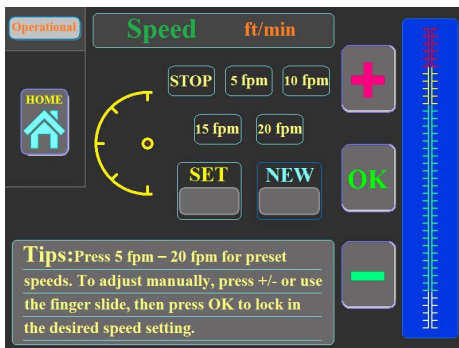 Operational
Speed ft/min
HOME
STOP 5 fpm 10 fpm
15 fpm 20 fpm
SET NEW
OK
Tips:Press 5 fpm – 20 fpm for preset
speeds. To adjust manually, press +/- or use
the finger slide, then press OK to lock in
the desired speed setting.